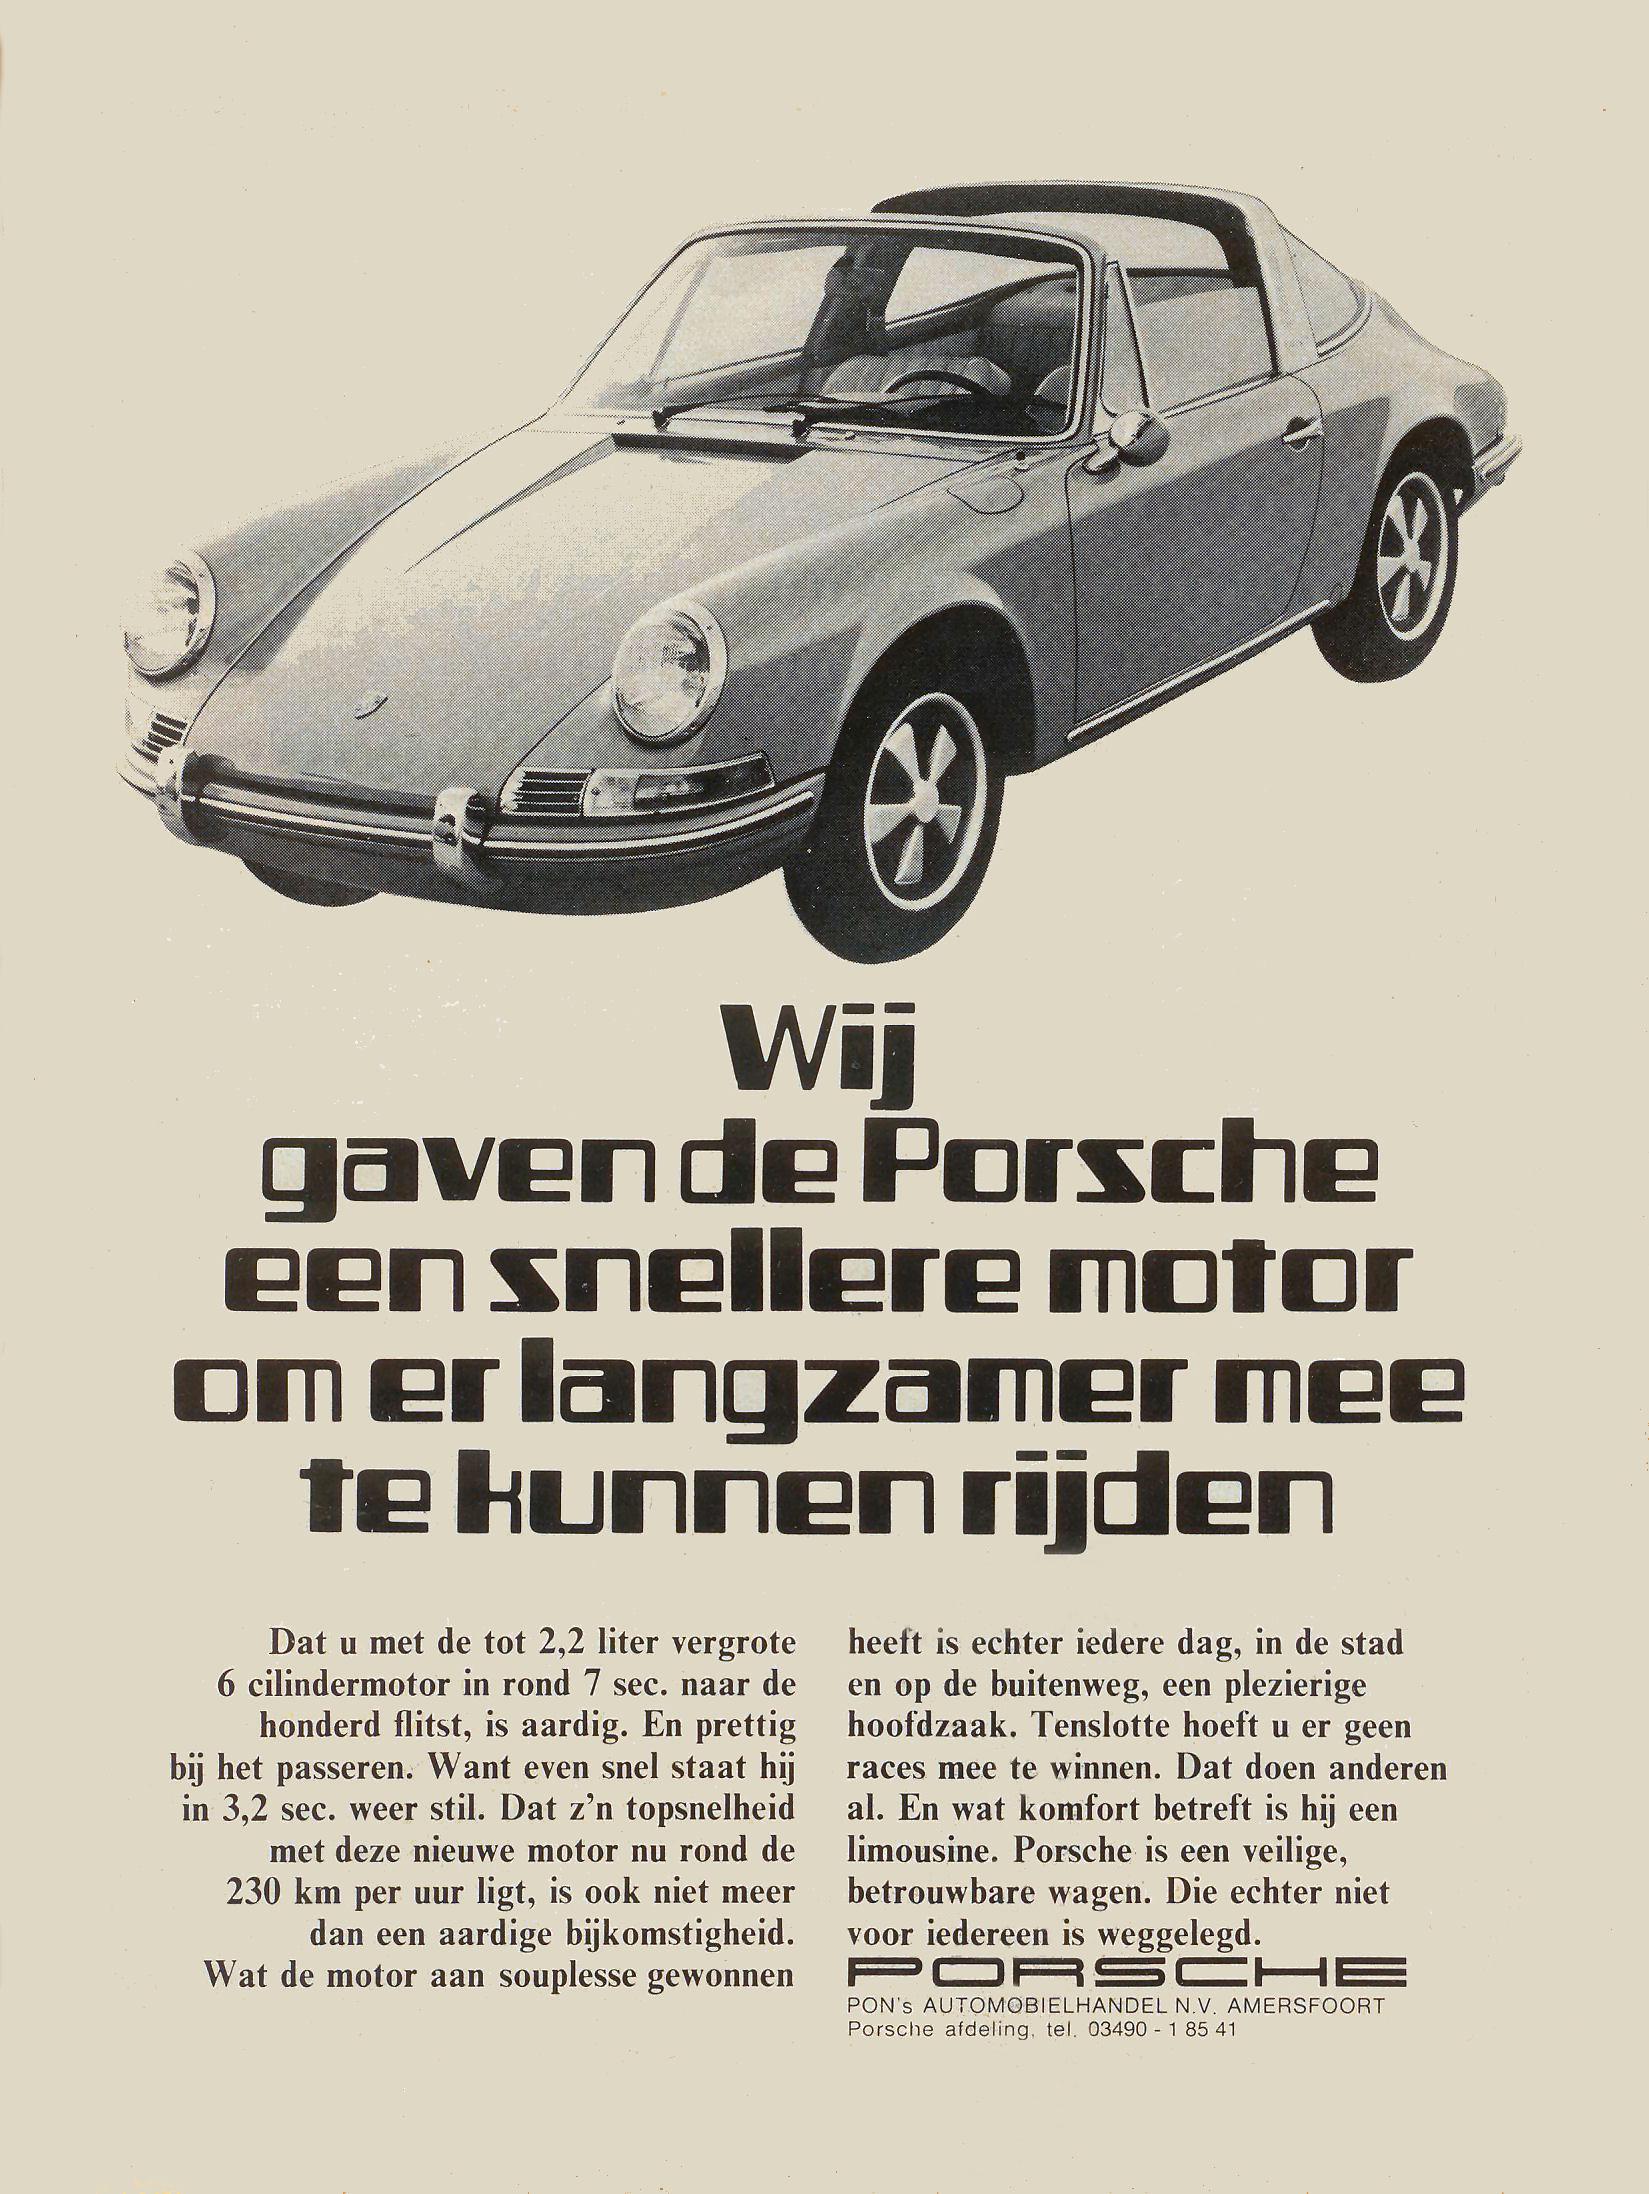 Wij
gaven de Porsche
een snellere motor
om er langzamer mee
te kunnen rijden
Dat u met de tot 2,2 liter vergrote
6 cilindermotor in rond 7 sec. naar de
honderd flitst, is aardig. En prettig
bij het passeren. Want even snel staat hij
in 3,2 sec. weer stil. Dat z'n topsnelheid
met deze nieuwe motor nu rond de
230 km per uur ligt, is ook niet meer
dan een aardige bijkomstigheid.
Wat de motor aan souplesse gewonnen
heeft is echter iedere dag, in de stad
en op de buitenweg, een plezierige
hoofdzaak. Tenslotte hoeft u er geen
races mee te winnen. Dat doen anderen
al. En wat komfort betreft is hij een
limousine. Porsche is een veilige,
betrouwbare wagen. Die echter niet
voor iedereen is weggelegd.
PORSCHE
PON's AUTOMOBIELHANDEL N.V. AMERSFOORT
Porsche afdeling, tel. 03490 - 1 85 41